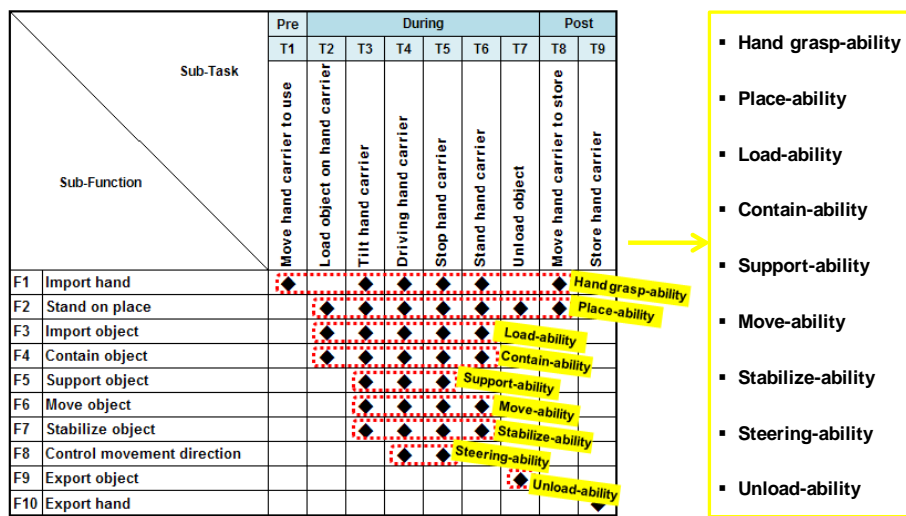 Pre During Post
T1 T2 T3 T4 T5 T6 T7 T8 T9
Sub-Task
Sub-Function
Move hand carrier to use
Load object on hand carrier
Tilt hand carrier
Driving hand carrier
Stop hand carrier
Stand hand carrier
Unload object
Move hand carrier to store
Store hand carrier
F1 Import hand
Hand grasp-ability
F2 Stand on place
Place-ability
F3 Import object
Load-ability
F4 Contain object
Contain-ability
F5 Support object
Support-ability
F6 Move object
Move-ability
F7 Stabilize object
Stabilize-ability
F8 Control movement direction
Steering-ability
F9 Export object
Unload-ability
F10 Export hand
▪ Hand grasp-ability
▪ Place-ability
▪ Load-ability
▪ Contain-ability
▪ Support-ability
▪ Move-ability
▪ Stabilize-ability
▪ Steering-ability
▪ Unload-ability